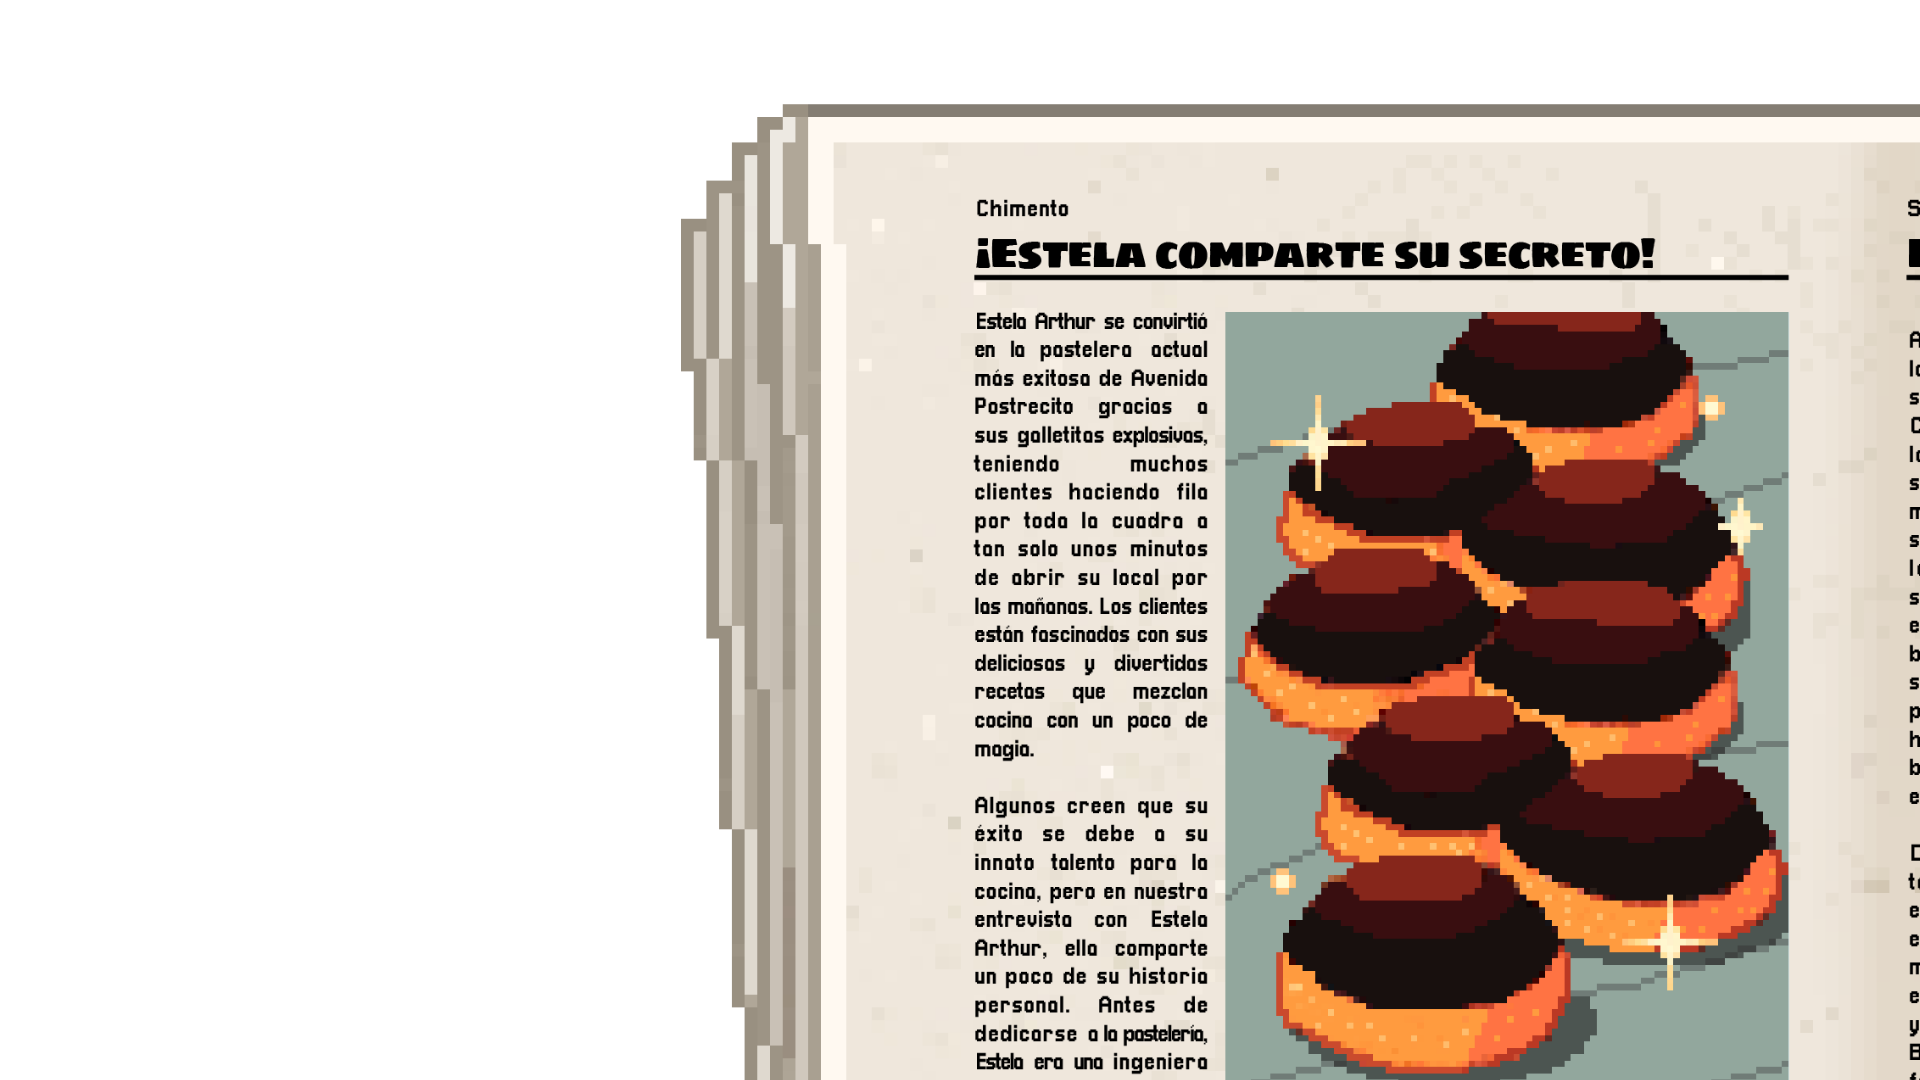 Chimento
¡ESTELA COMPARTE SU SECRETO!
Estela Arthur se convirtió
en la pastelera actual
más exitosa de Avenida
Postrecito gracias a
sus galletitas explosivas,
teniendo muchos
clientes haciendo fila
por toda la cuadra a
tan solo unos minutos
de abrir su local por
las mañanas. Los clientes
están fascinados con sus
deliciosas y divertidas
recetas que mezclan
cocina con un poco de
magia.
Algunos creen que su
éxito se debe a su
innato talento para la
cocina, pero en nuestra
entrevista con Estela
Arthur, ella comparte
un poco de su historia
personal. Antes de
dedicarse a la pastelería,
Estela era una ingeniera